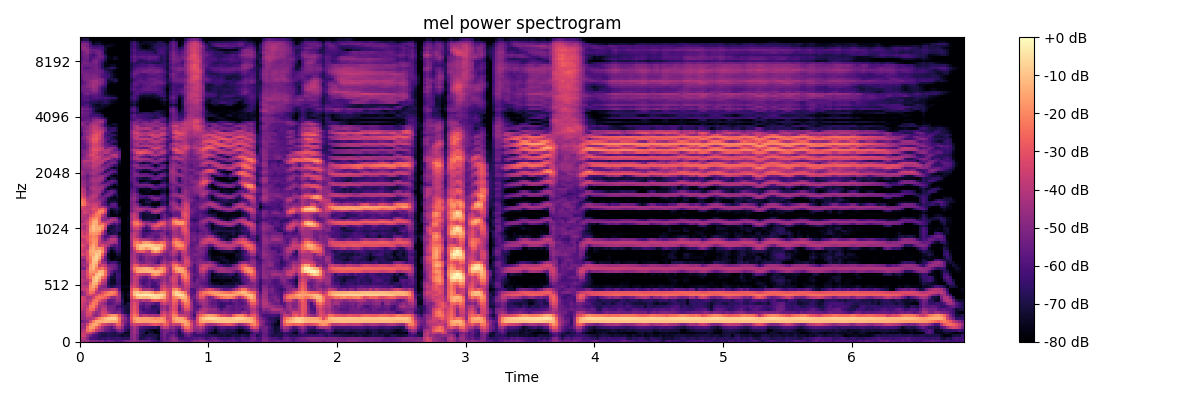 mel power spectrogram
Hz
8192
4096
2048
1024
512
0
0 1 2 3 4 5 6
Time
+0 dB
-10 dB
-20 dB
-30 dB
-40 dB
-50 dB
-60 dB
-70 dB
-80 dB